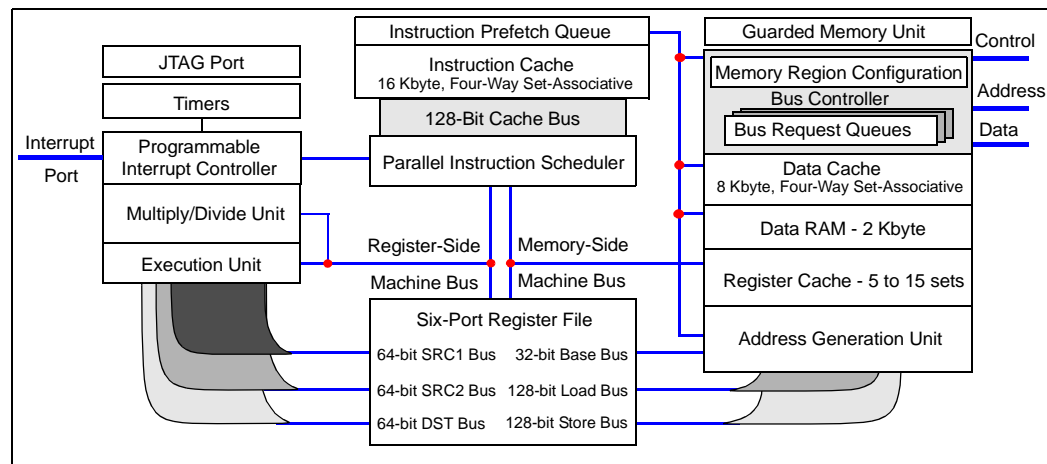 JTAG Port
Timers
Interrupt
Port
Programmable
Interrupt Controller
Multiply/Divide Unit
Execution Unit
Instruction Prefetch Queue
Instruction Cache
16 Kbyte, Four-Way Set-Associative
128-Bit Cache Bus
Parallel Instruction Scheduler
Register-Side
Machine Bus
Memory-Side
Machine Bus
Six-Port Register File
64-bit SRC1 Bus
32-bit Base Bus
64-bit SRC2 Bus
128-bit Load Bus
64-bit DST Bus
128-bit Store Bus
Guarded Memory Unit
Control
Memory Region Configuration
Address
Bus Controller
Bus Request Queues
Data
Data Cache
8 Kbyte, Four-Way Set-Associative
Data RAM - 2 Kbyte
Register Cache - 5 to 15 sets
Address Generation Unit